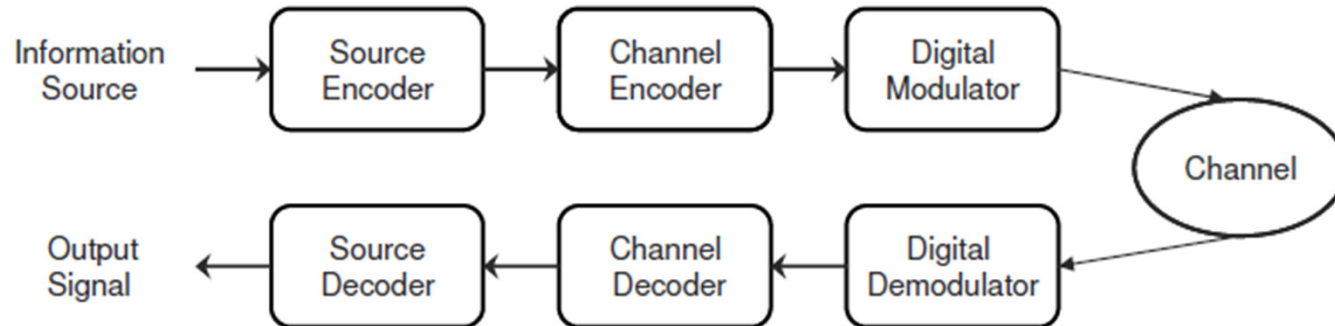 Information
Source
Source
Encoder
Channel
Encoder
Digital
Modulator
Channel
Output
Signal
Source
Decoder
Channel
Decoder
Digital
Demodulator